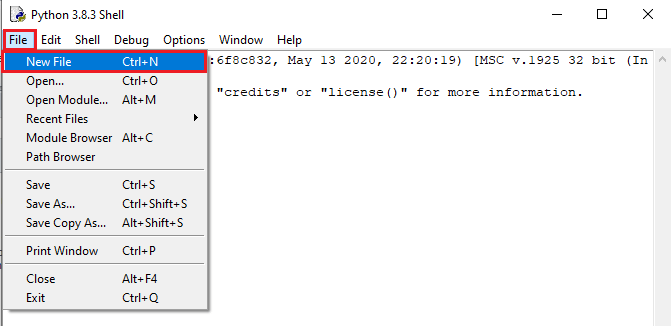 Python 3.8.3 Shell
File Edit Shell Debug Options Window Help
New File Ctrl+N
:6f8c832, May 13 2020, 22:20:19) [MSC v.1925 32 bit (In
Open... Ctrl+O
Open Module... Alt+M
"credits" or "license()" for more information.
Recent Files
Module Browser Alt+C
Path Browser
Save Ctrl+S
Save As... Ctrl+Shift+S
Save Copy As... Alt+Shift+S
Print Window Ctrl+P
Close Alt+F4
Exit Ctrl+Q